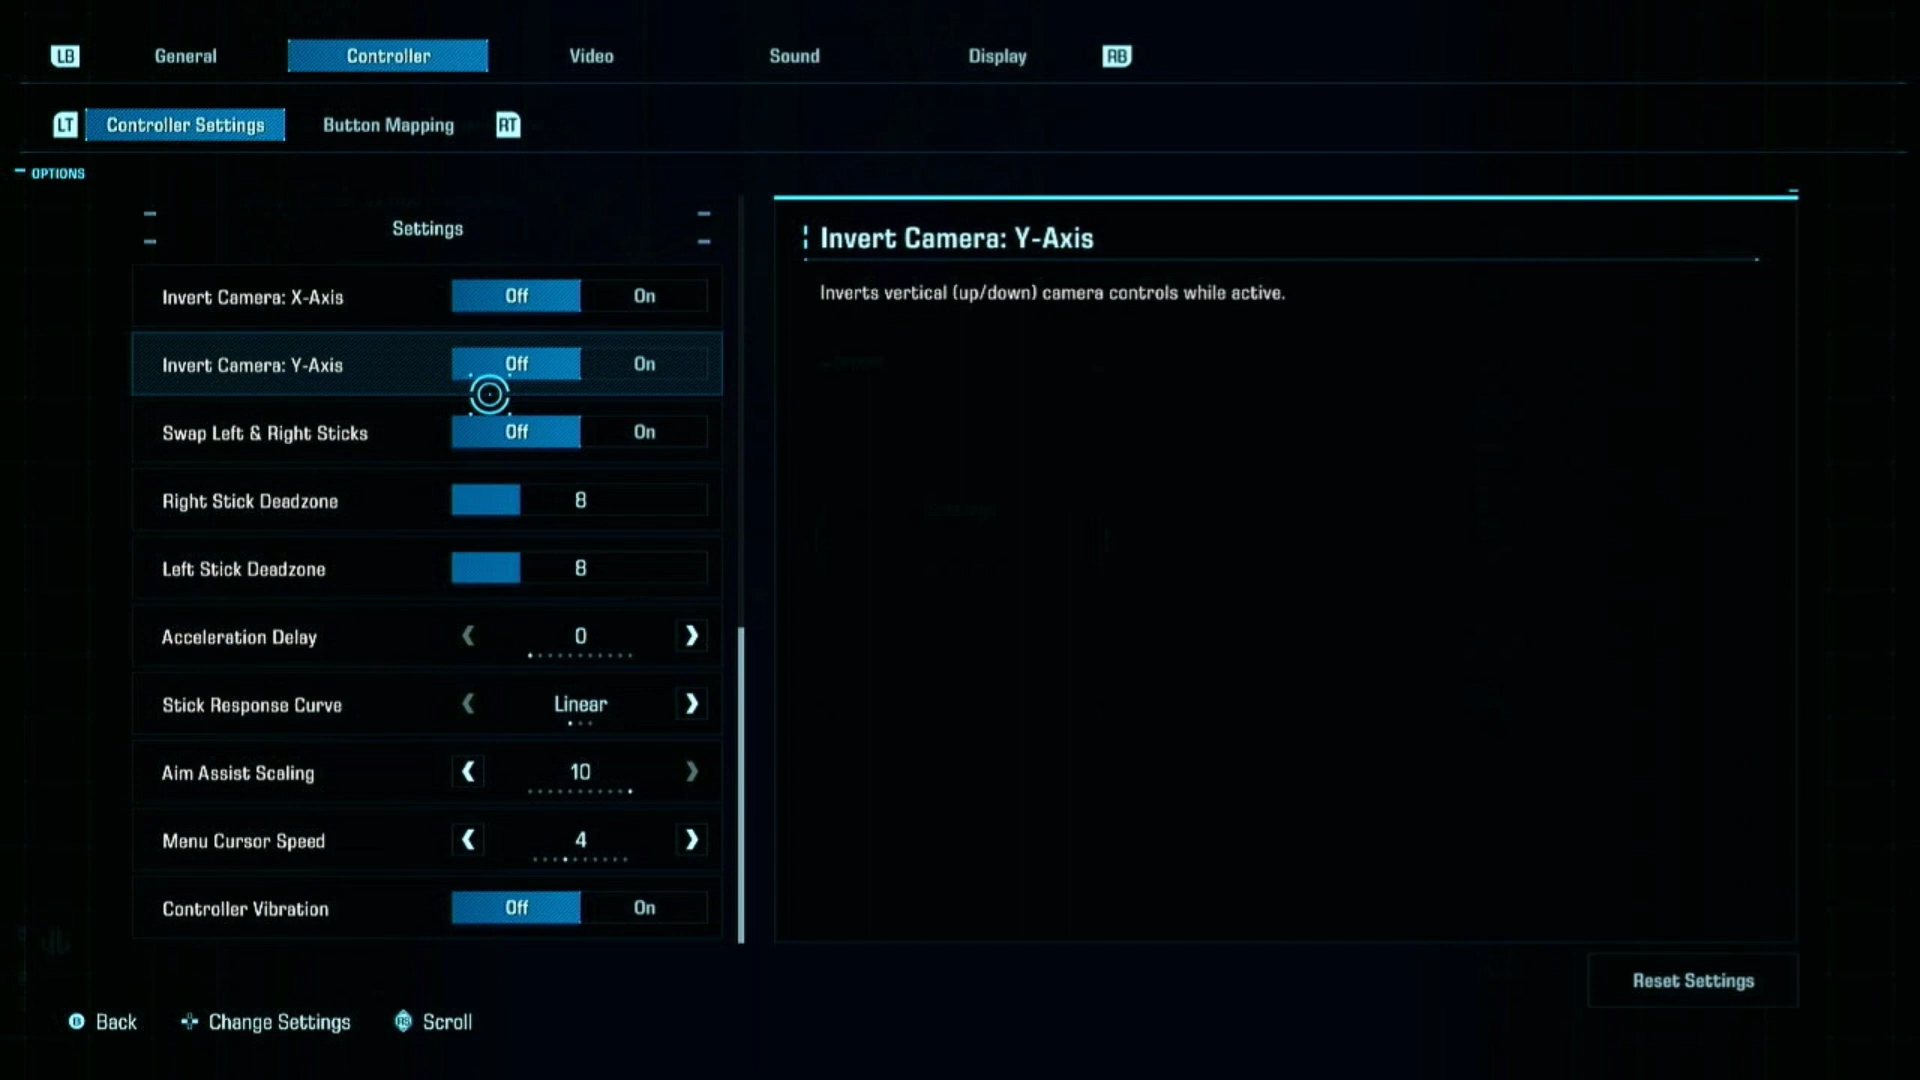 LB General Controller Video Sound Display RB
LT Controller Settings Button Mapping RT
OPTIONS
Settings
Invert Camera: X-Axis Off On
Invert Camera: Y-Axis Off On
Swap Left & Right Sticks Off On
Right Stick Deadzone 8
Left Stick Deadzone 8
Acceleration Delay 0
Stick Response Curve Linear
Aim Assist Scaling 10
Menu Cursor Speed 4
Controller Vibration Off On
Invert Camera: Y-Axis
Inverts vertical (up/down) camera controls while active.
Reset Settings
B Back Change Settings RS Scroll